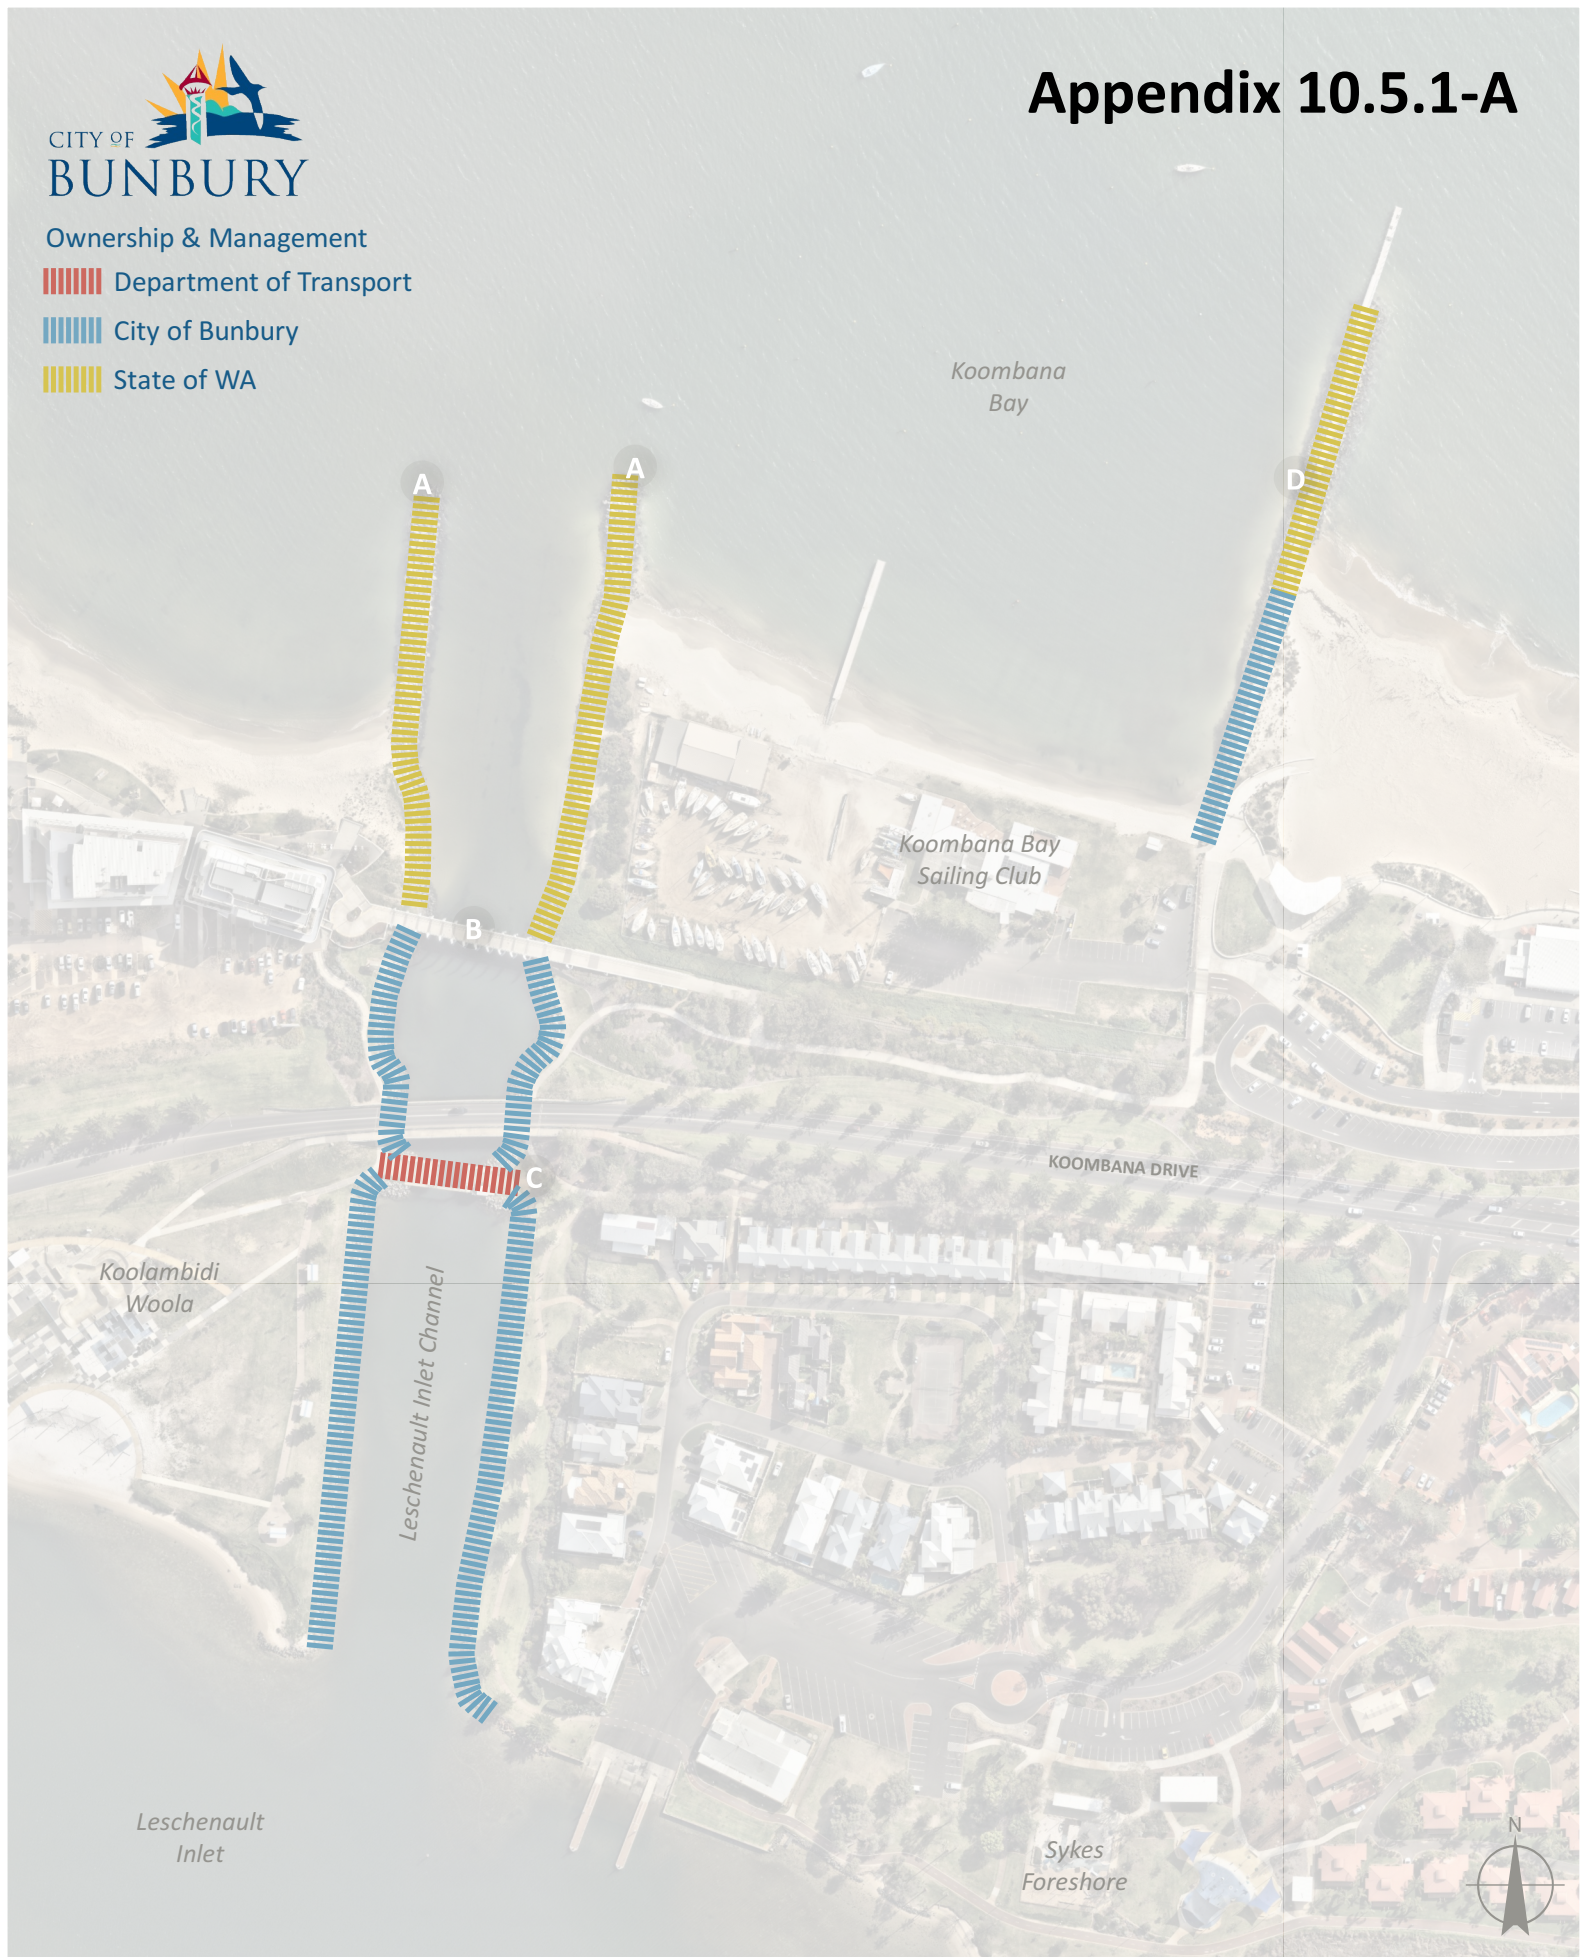 Appendix 10.5.1-A
CITY OF
BUNBURY
Ownership & Management
Department of Transport
City of Bunbury
State of WA
Koombana
Bay
A
A
D
Koombana Bay
Sailing Club
B
KOOMBANA DRIVE
C
Koolambidi
Woola
Leschenault Inlet Channel
Leschenault
Inlet
Sykes
Foreshore
N